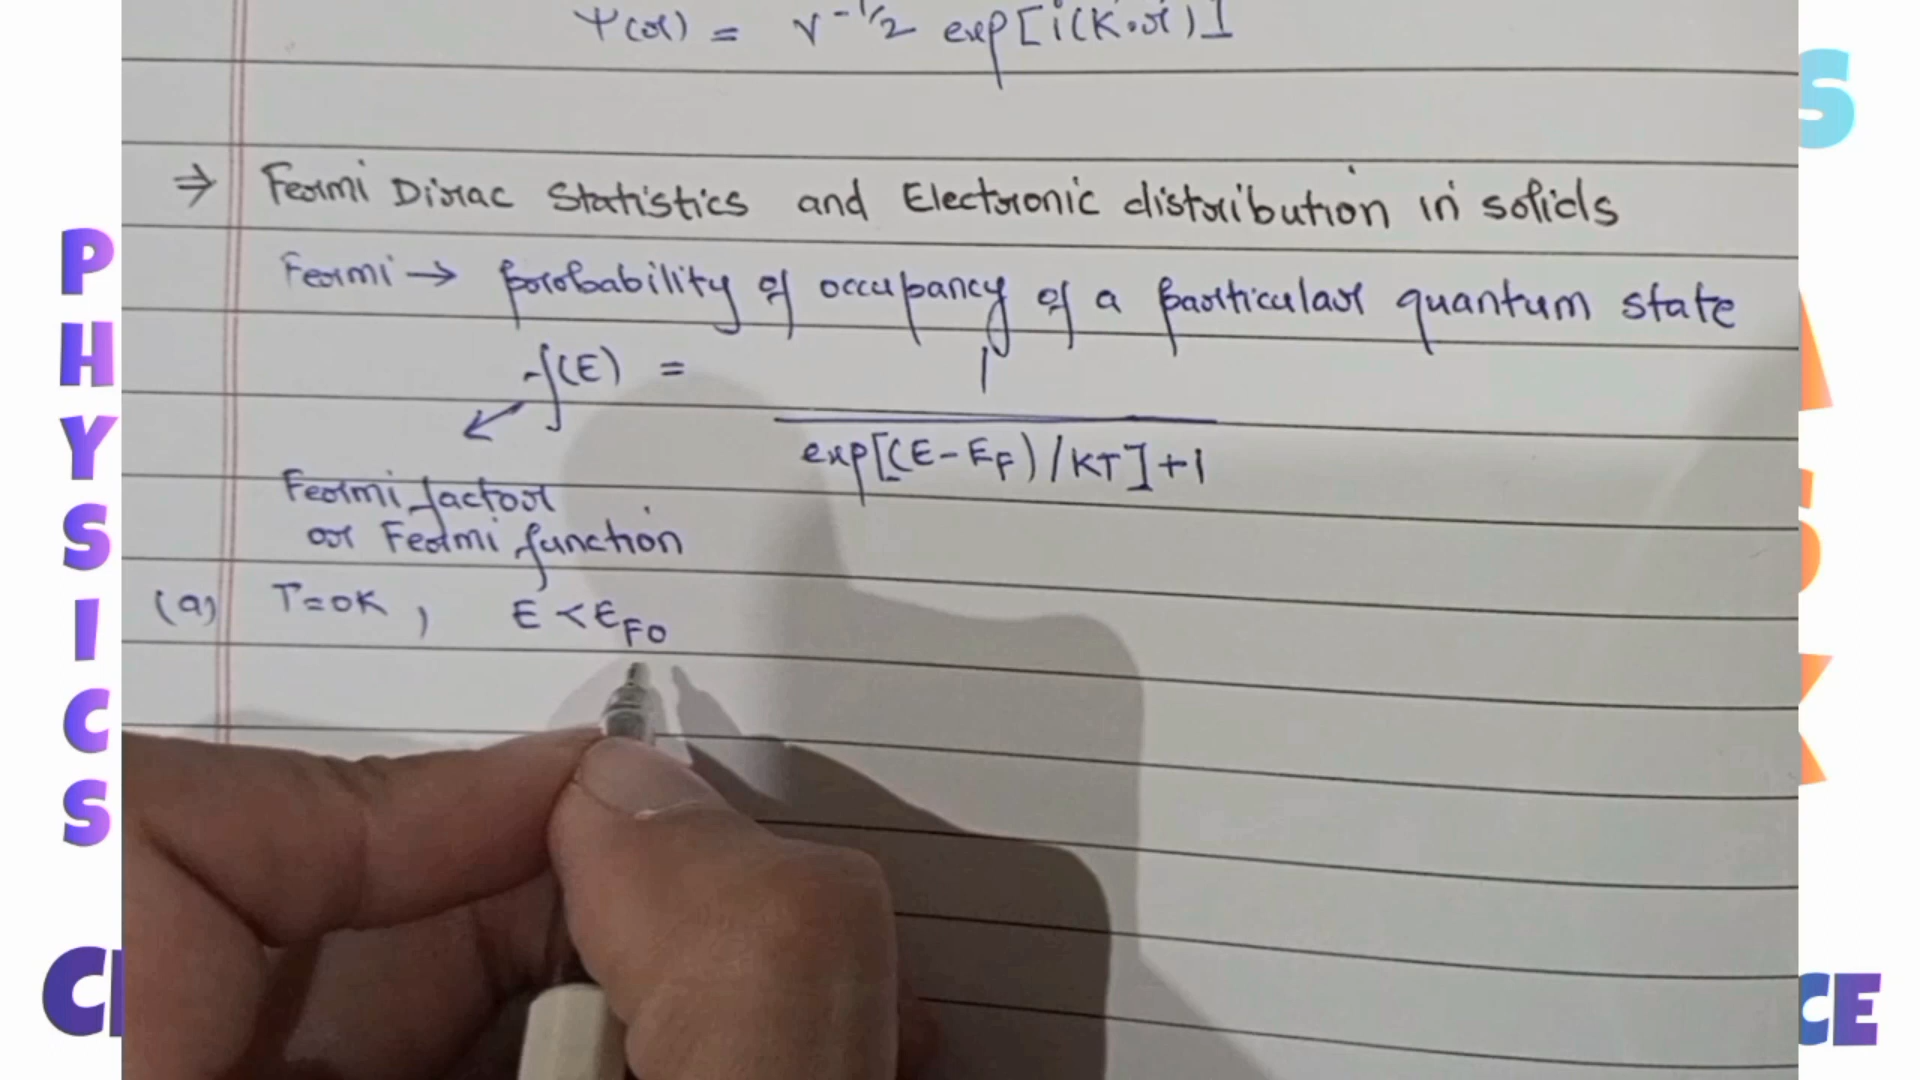 Ψ(r) = V^-1/2 exp[i(K.r)]
⇒ Fermi Dirac Statistics and Electronic distribution in solids
Fermi → probability of occupancy of a particular quantum state
f(E) = 1
exp[(E-EF)/KT]+1
Fermi factor
or Fermi function
(a) T=0K, E<EF0
PHYSICS
S
CE